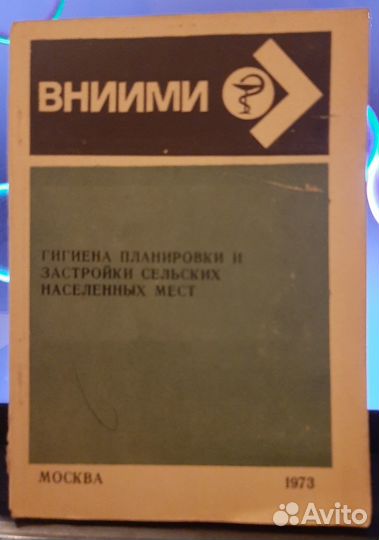 ВНИИМИ
ГИГИЕНА ПЛАНИРОВКИ И
ЗАСТРОЙКИ СЕЛЬСКИХ
НАСЕЛЕННЫХ МЕСТ
МОСКВА 1973
Avito